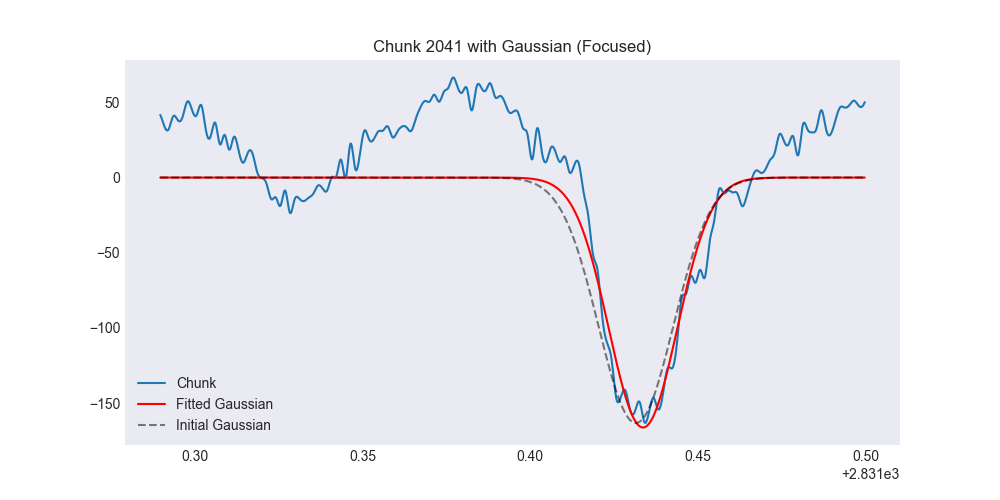 Chunk 2041 with Gaussian (Focused)
50
0
−50
−100
−150
Chunk
Fitted Gaussian
Initial Gaussian
0.30 0.35 0.40 0.45 0.50
+2.831e3